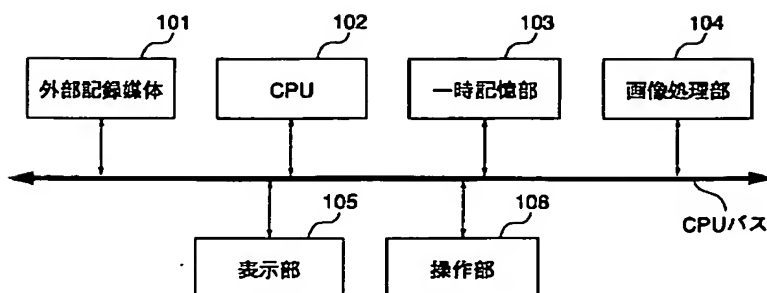 101
102
103
104
外部記録媒体
CPU
一時記憶部
画像処理部
CPUバス
105
106
表示部
操作部